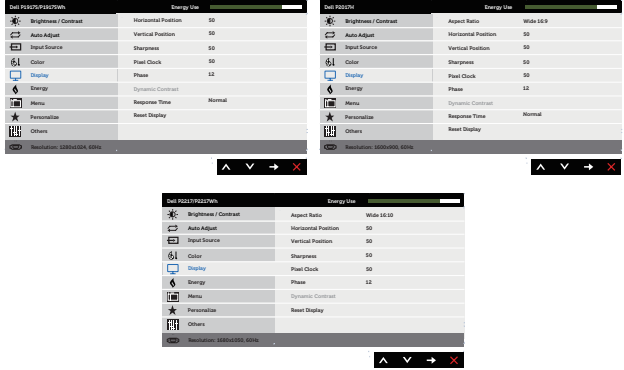 Dell P1917S/P1917SWh Energy Use
Brightness / Contrast Horizontal Position 50
Auto Adjust Vertical Position 50
Input Source Sharpness 50
Color Pixel Clock 50
Display Phase 12
Energy Dynamic Contrast
Menu Response Time Normal
Personalize Reset Display
Others
Resolution: 1280x1024, 60Hz
Dell P2017H Energy Use
Brightness / Contrast Aspect Ratio Wide 16:9
Auto Adjust Horizontal Position 50
Input Source Vertical Position 50
Color Sharpness 50
Display Pixel Clock 50
Energy Phase 12
Menu Dynamic Contrast
Personalize Response Time Normal
Others Reset Display
Resolution: 1600x900, 60Hz
Dell P2217/P2217Wh Energy Use
Brightness / Contrast Aspect Ratio Wide 16:10
Auto Adjust Horizontal Position 50
Input Source Vertical Position 50
Color Sharpness 50
Display Pixel Clock 50
Energy Phase 12
Menu Dynamic Contrast
Personalize Reset Display
Others
Resolution: 1680x1050, 60Hz